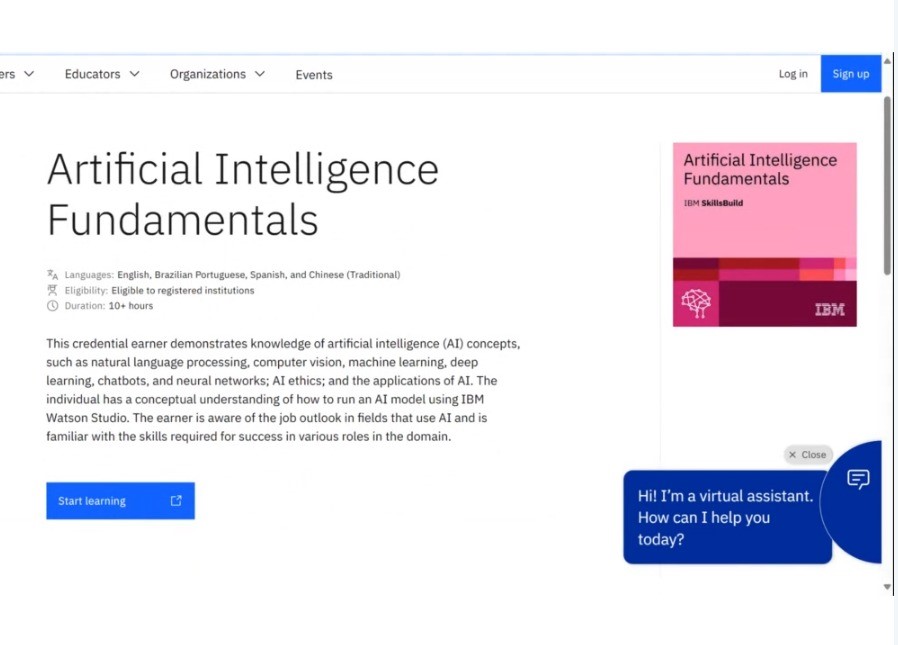 ers
Educators
Organizations
Events
Log in
Sign up
Artificial Intelligence
Fundamentals
Languages: English, Brazilian Portuguese, Spanish, and Chinese (Traditional)
Eligibility: Eligible to registered institutions
Duration: 10+ hours
This credential earner demonstrates knowledge of artificial intelligence (AI) concepts,
such as natural language processing, computer vision, machine learning, deep
learning, chatbots, and neural networks; AI ethics; and the applications of AI. The
individual has a conceptual understanding of how to run an AI model using IBM
Watson Studio. The earner is aware of the job outlook in fields that use AI and is
familiar with the skills required for success in various roles in the domain.
Start learning
Artificial Intelligence
Fundamentals
IBM SkillsBuild
IBM
Close
Hi! I'm a virtual assistant.
How can I help you
today?